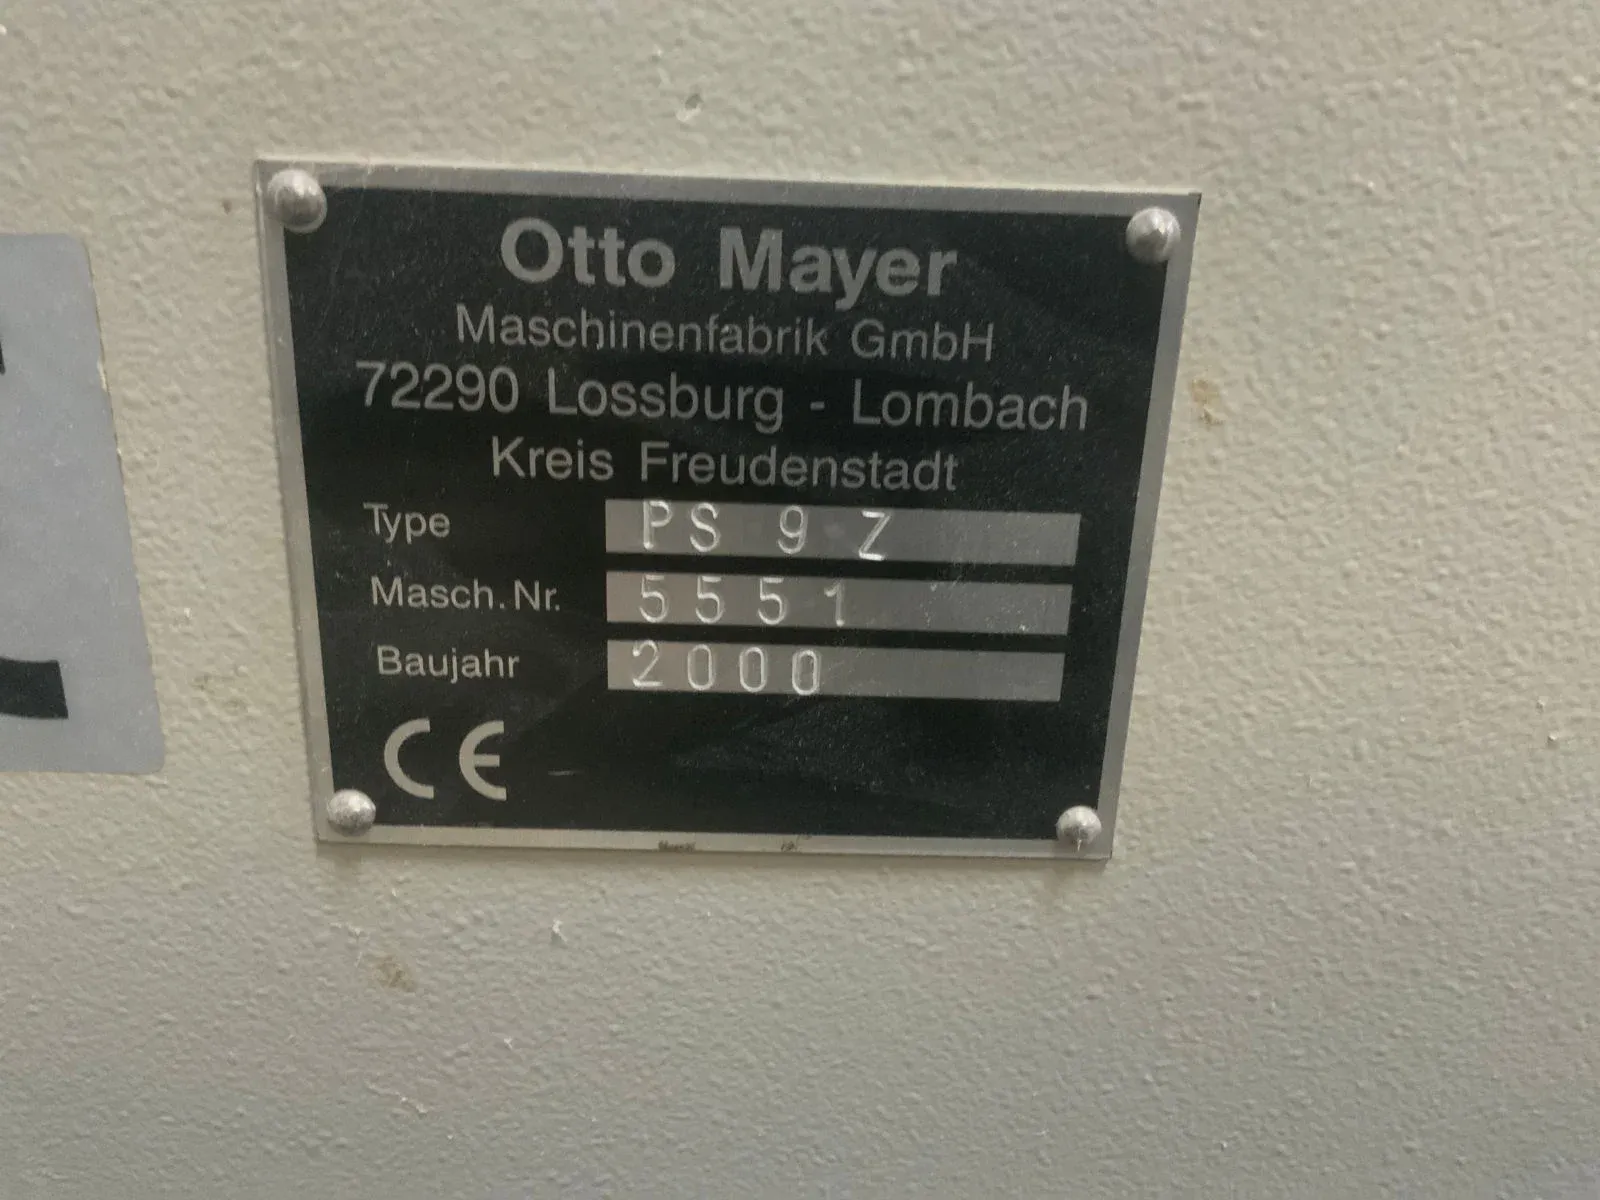 Otto Mayer
Maschinenfabrik GmbH
72290 Lossburg - Lombach
Kreis Freudenstadt
Type PS 9 Z
Masch.Nr. 5551
Baujahr 2000
CE